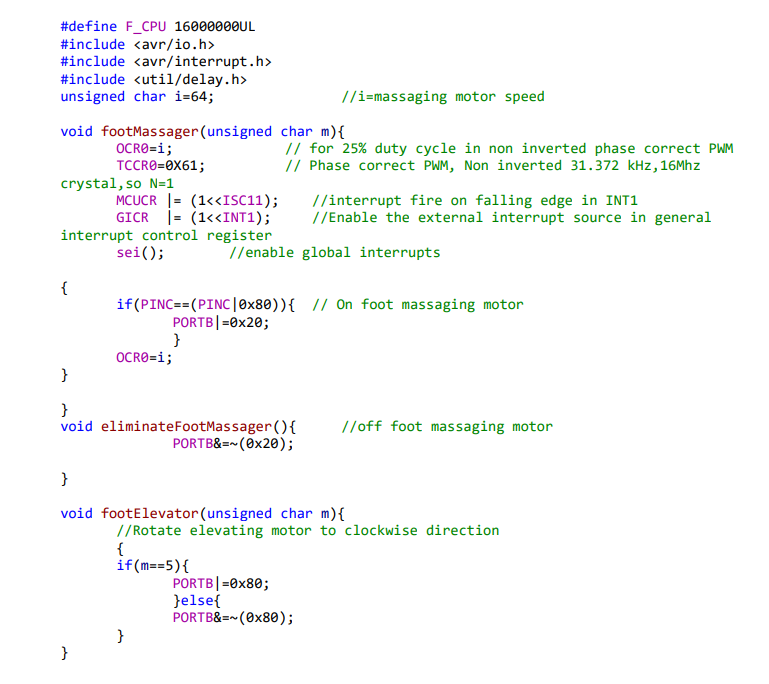 #define F_CPU 16000000UL
#include <avr/io.h>
#include <avr/interrupt.h>
#include <util/delay.h>
unsigned char i=64; //i=massaging motor speed
void footMassager(unsigned char m){
OCR0=i; // for 25% duty cycle in non inverted phase correct PWM
TCCR0=0X61; // Phase correct PWM, Non inverted 31.372 kHz,16Mhz
crystal,so N=1
MCUCR |= (1<<ISC11); //interrupt fire on falling edge in INT1
GICR |= (1<<INT1); //Enable the external interrupt source in general
interrupt control register
sei(); //enable global interrupts
{
if(PINC==(PINC|0x80)){ // On foot massaging motor
PORTB|=0x20;
}
OCR0=i;
}
}
void eliminateFootMassager(){ //off foot massaging motor
PORTB&=~(0x20);
}
void footElevator(unsigned char m){
//Rotate elevating motor to clockwise direction
{
if(m==5){
PORTB|=0x80;
}else{
PORTB&=~(0x80);
}
}